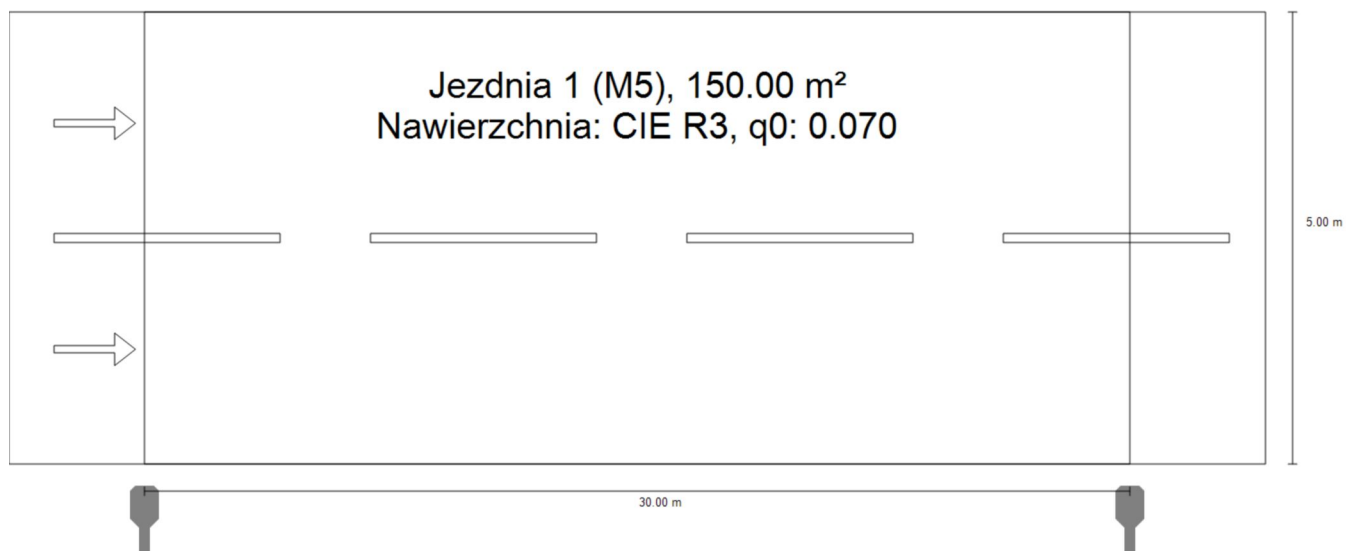 Jezdnia 1 (M5), 150.00 m²
Nawierzchnia: CIE R3, q0: 0.070
5.00 m
30.00 m